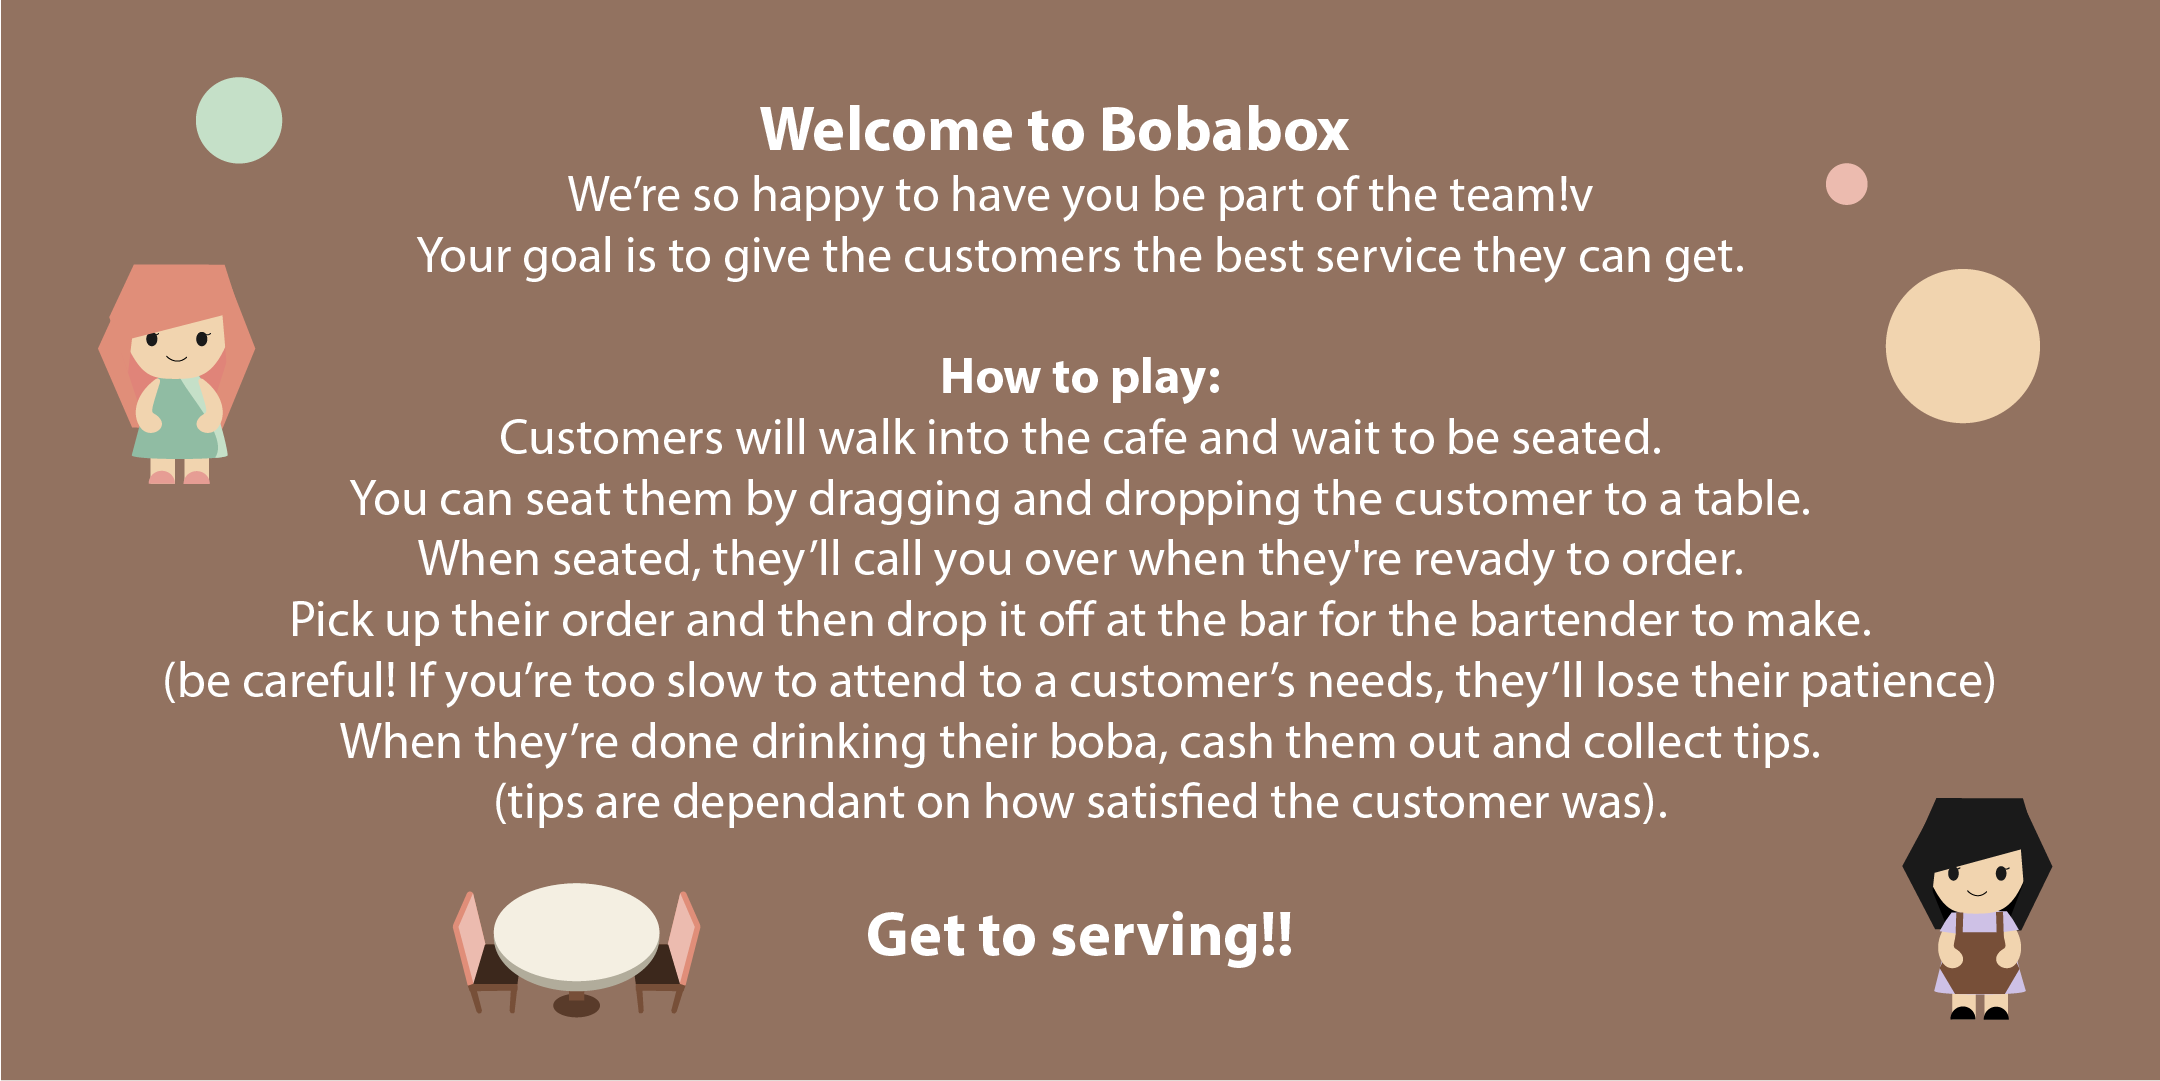 Welcome to Bobabox
We’re so happy to have you be part of the team!v
Your goal is to give the customers the best service they can get.
How to play:
Customers will walk into the cafe and wait to be seated.
You can seat them by dragging and dropping the customer to a table.
When seated, they’ll call you over when they're revady to order.
Pick up their order and then drop it off at the bar for the bartender to make.
(be careful! If you’re too slow to attend to a customer’s needs, they’ll lose their patience)
When they’re done drinking their boba, cash them out and collect tips.
(tips are dependant on how satisfied the customer was).
Get to serving!!